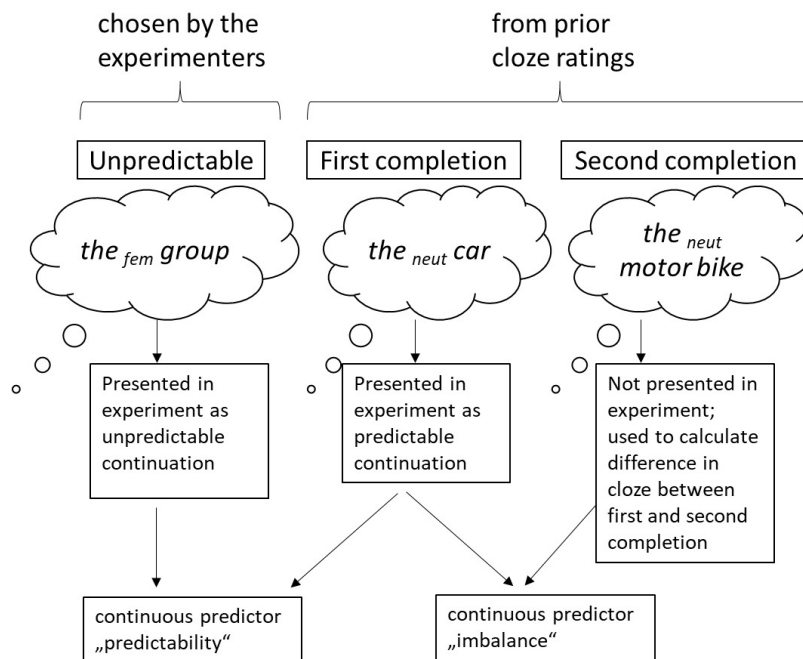 chosen by the
experimenters
from prior
cloze ratings
Unpredictable
First completion
Second completion
the fem group
the neut car
the neut
motor bike
Presented in
experiment as
unpredictable
continuation
Presented in
experiment as
predictable
continuation
Not presented in
experiment;
used to calculate
difference in
cloze between
first and second
completion
continuous predictor
„predictability“
continuous predictor
„imbalance“